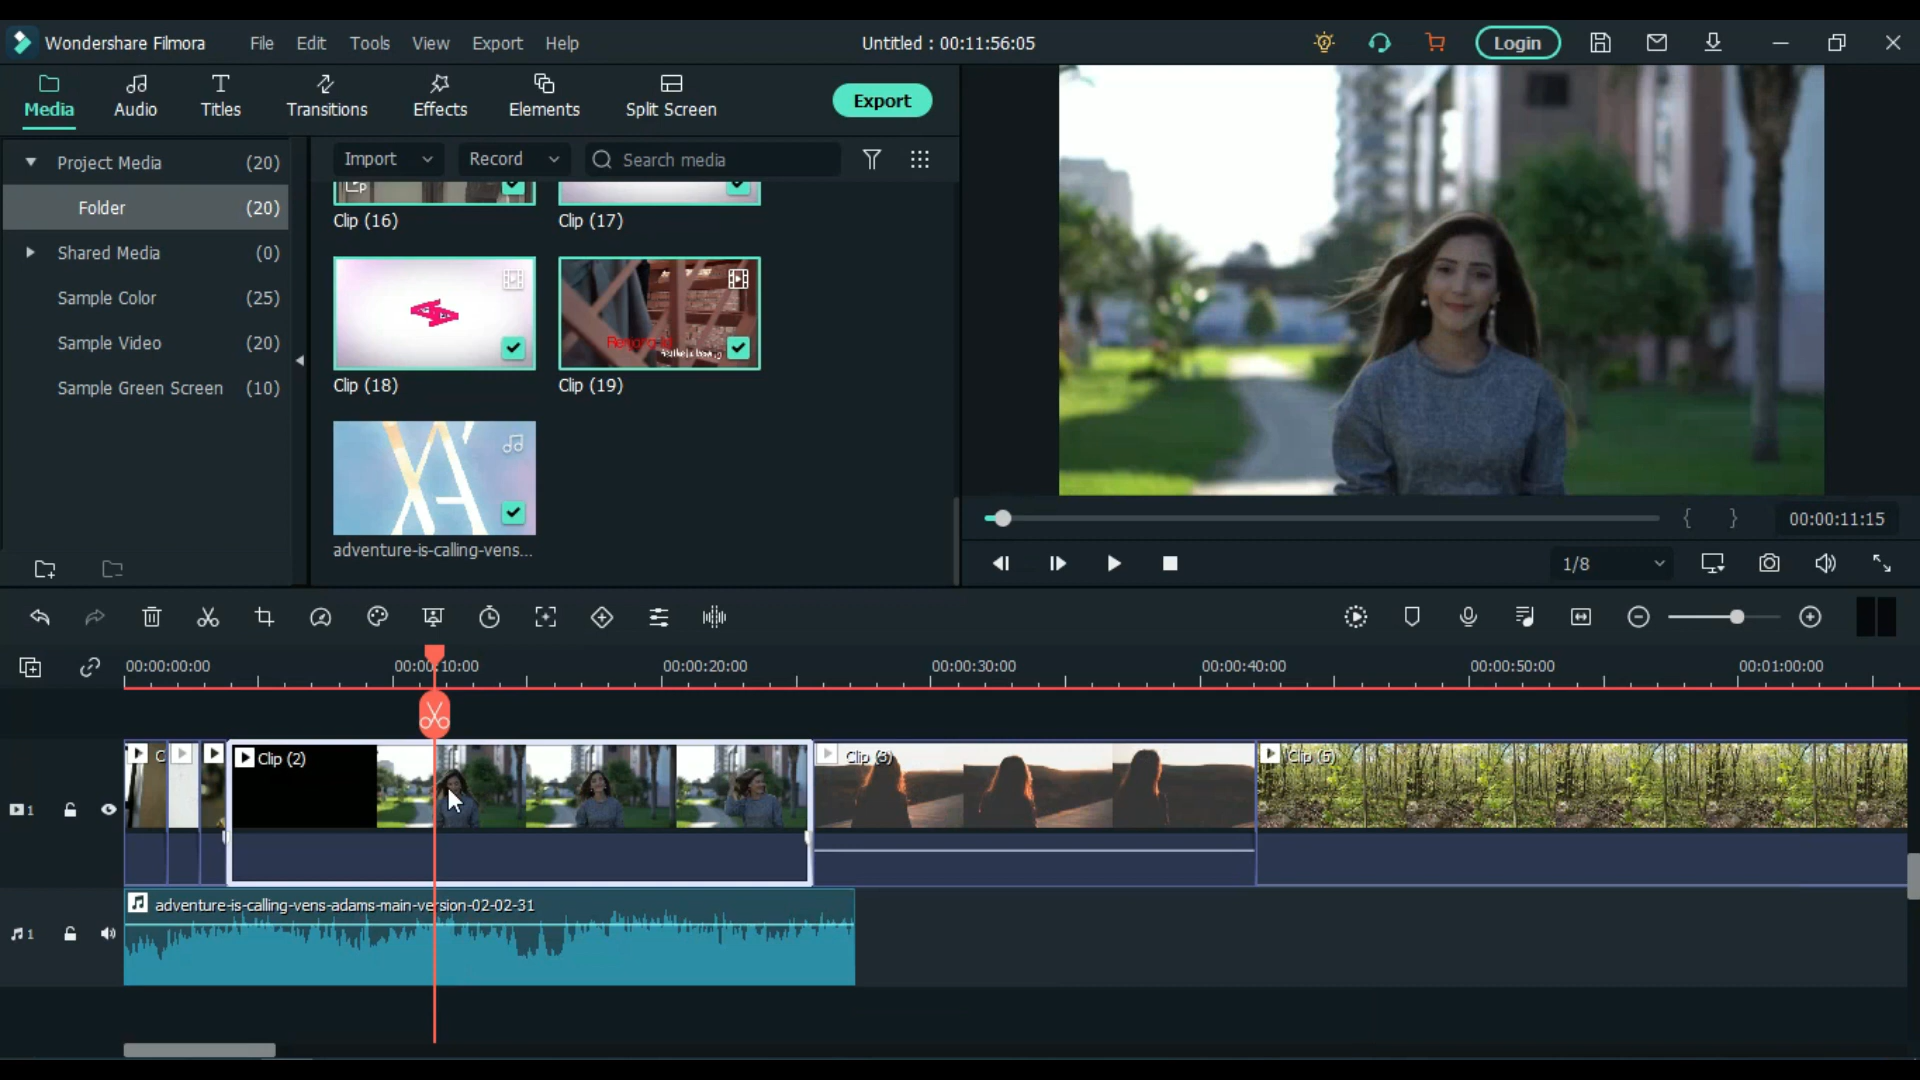 Wondershare Filmora File Edit Tools View Export Help Untitled : 00:11:56:05 Login
Media Audio Titles Transitions Effects Elements Split Screen Export
Project Media (20)
Folder (20)
Shared Media (0)
Sample Color (25)
Sample Video (20)
Sample Green Screen (10)
Import Record Search media
Clip (16) Clip (17)
Clip (18) Clip (19)
adventure-is-calling-vens...
{ } 00:00:11:15
1/8
00:00:00:00 00:00:10:00 00:00:20:00 00:00:30:00 00:00:40:00 00:00:50:00 00:01:00:00
C Clip (2) Clip (3) Clip (5)
1
adventure-is-calling-vens-adams-main-version-02-02-31
1